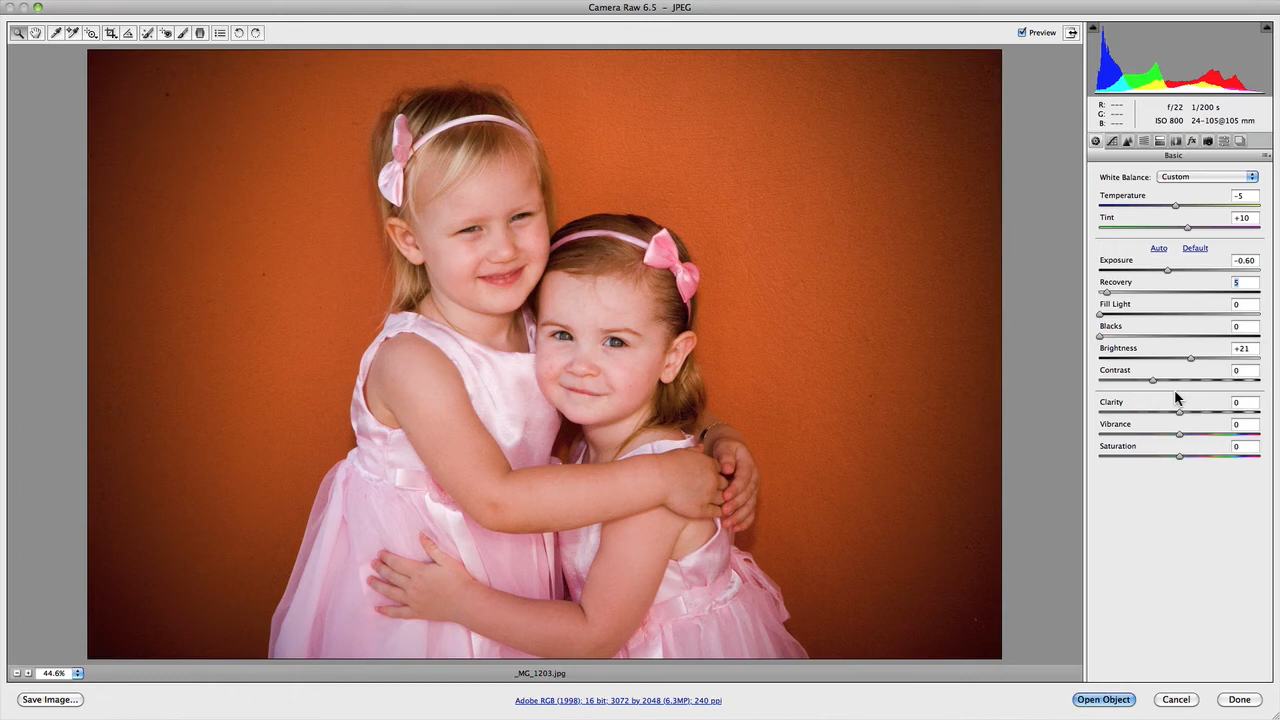 Camera Raw 6.5 – JPEG
Preview
R: ---
G: ---
B: ---
f/22 1/200 s
ISO 800 24-105@105 mm
Basic
White Balance: Custom
Temperature -5
Tint +10
Auto Default
Exposure -0.60
Recovery 5
Fill Light 0
Blacks 0
Brightness +21
Contrast 0
Clarity 0
Vibrance 0
Saturation 0
44.6%
_MG_1203.jpg
Save Image...
Adobe RGB (1998); 16 bit; 3072 by 2048 (6.3MP); 240 ppi
Open Object
Cancel
Done